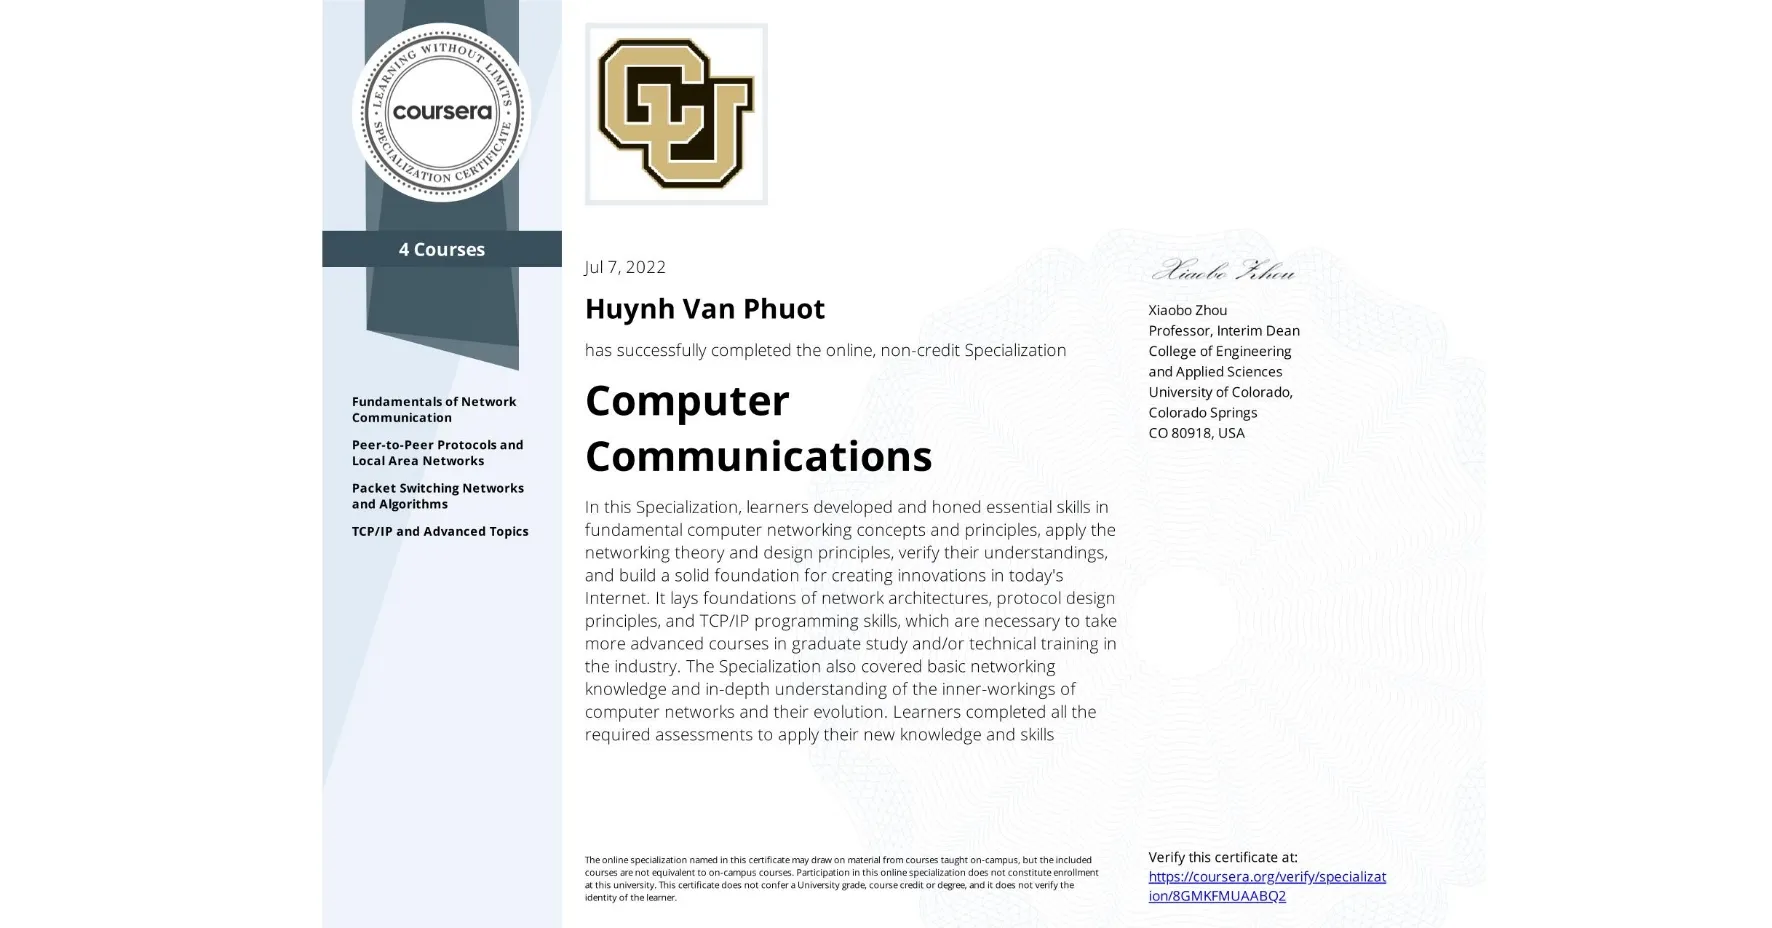 LEARNING WITHOUT LIMITS
coursera
SPECIALIZATION CERTIFICATE
4 Courses
Fundamentals of Network
Communication
Peer-to-Peer Protocols and
Local Area Networks
Packet Switching Networks
and Algorithms
TCP/IP and Advanced Topics
CU
Jul 7, 2022
Huynh Van Phuot
has successfully completed the online, non-credit Specialization
Computer
Communications
In this Specialization, learners developed and honed essential skills in
fundamental computer networking concepts and principles, apply the
networking theory and design principles, verify their understandings,
and build a solid foundation for creating innovations in today's
Internet. It lays foundations of network architectures, protocol design
principles, and TCP/IP programming skills, which are necessary to take
more advanced courses in graduate study and/or technical training in
the industry. The Specialization also covered basic networking
knowledge and in-depth understanding of the inner-workings of
computer networks and their evolution. Learners completed all the
required assessments to apply their new knowledge and skills
Xiaobo Zhou
Xiaobo Zhou
Professor, Interim Dean
College of Engineering
and Applied Sciences
University of Colorado,
Colorado Springs
CO 80918, USA
The online specialization named in this certificate may draw on material from courses taught on-campus, but the included
courses are not equivalent to on-campus courses. Participation in this online specialization does not constitute enrollment
at this university. This certificate does not confer a University grade, course credit or degree, and it does not verify the
identity of the learner.
Verify this certificate at:
https://coursera.org/verify/specializat
ion/8GMKFMUAABQ2